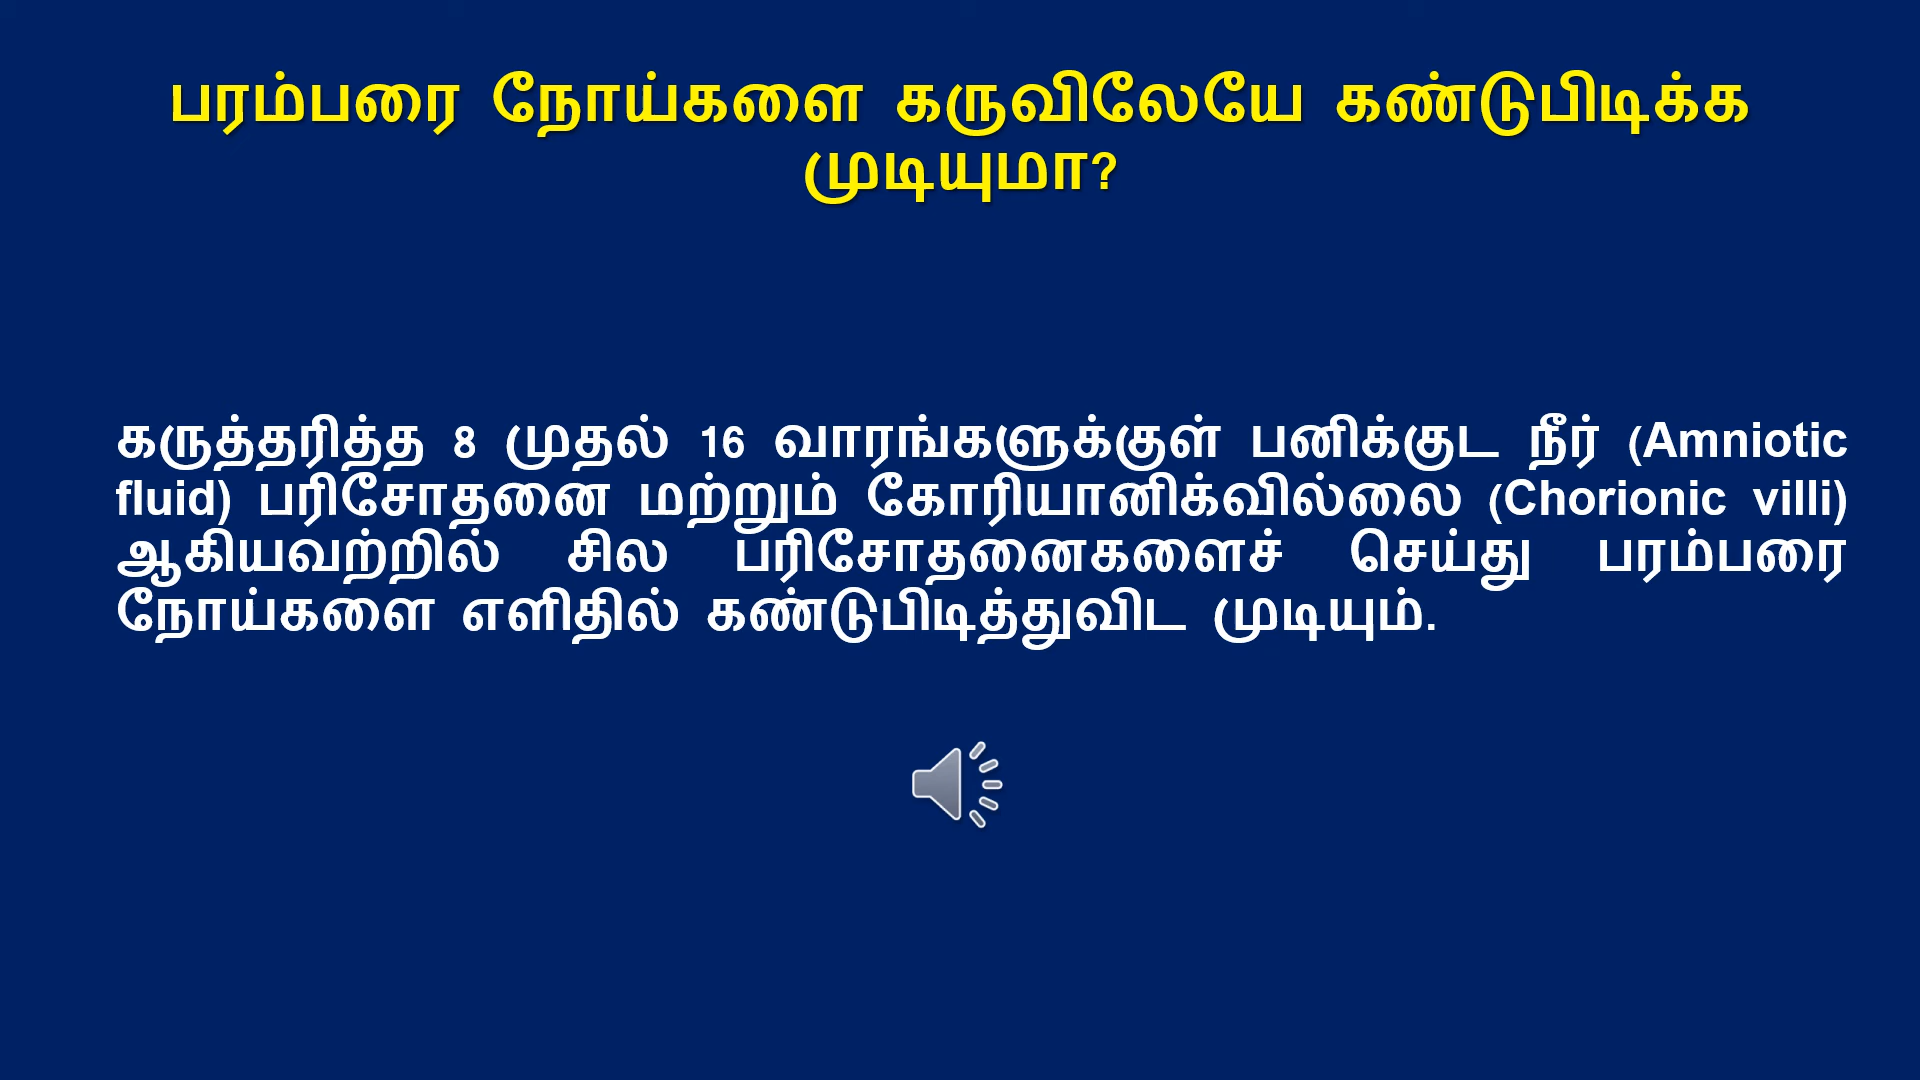 பரம்பரை நோய்களை கருவிலேயே கண்டுபிடிக்க
முடியுமா?
கருத்தரித்த 8 முதல் 16 வாரங்களுக்குள் பனிக்குட நீர் (Amniotic
fluid) பரிசோதனை மற்றும் கோரியானிக்வில்லை (Chorionic villi)
ஆகியவற்றில் சில பரிசோதனைகளைச் செய்து பரம்பரை
நோய்களை எளிதில் கண்டுபிடித்துவிட முடியும்.